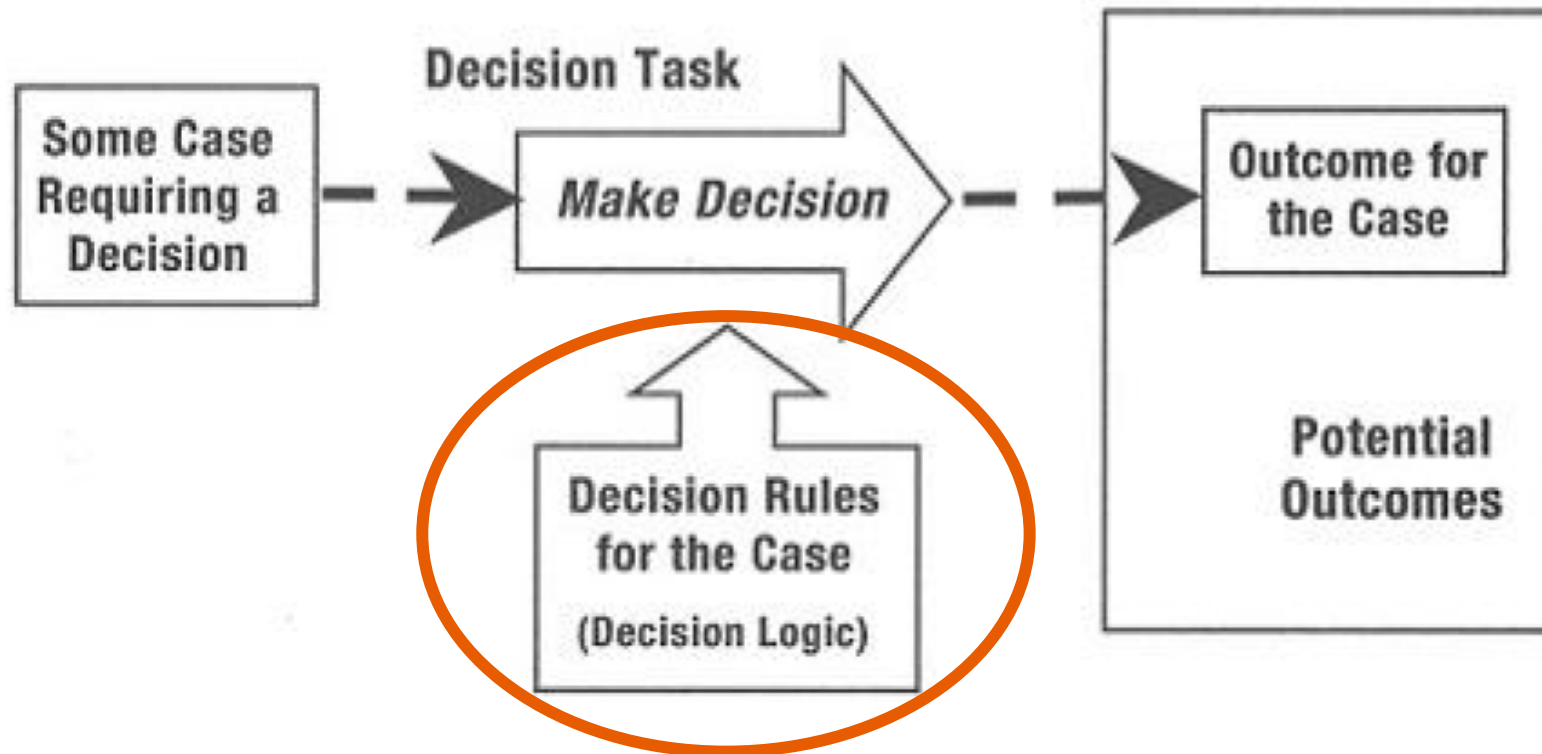 Decision Task
Some Case
Requiring a
Decision
Make Decision
Outcome for
the Case
Decision Rules
for the Case
(Decision Logic)
Potential
Outcomes